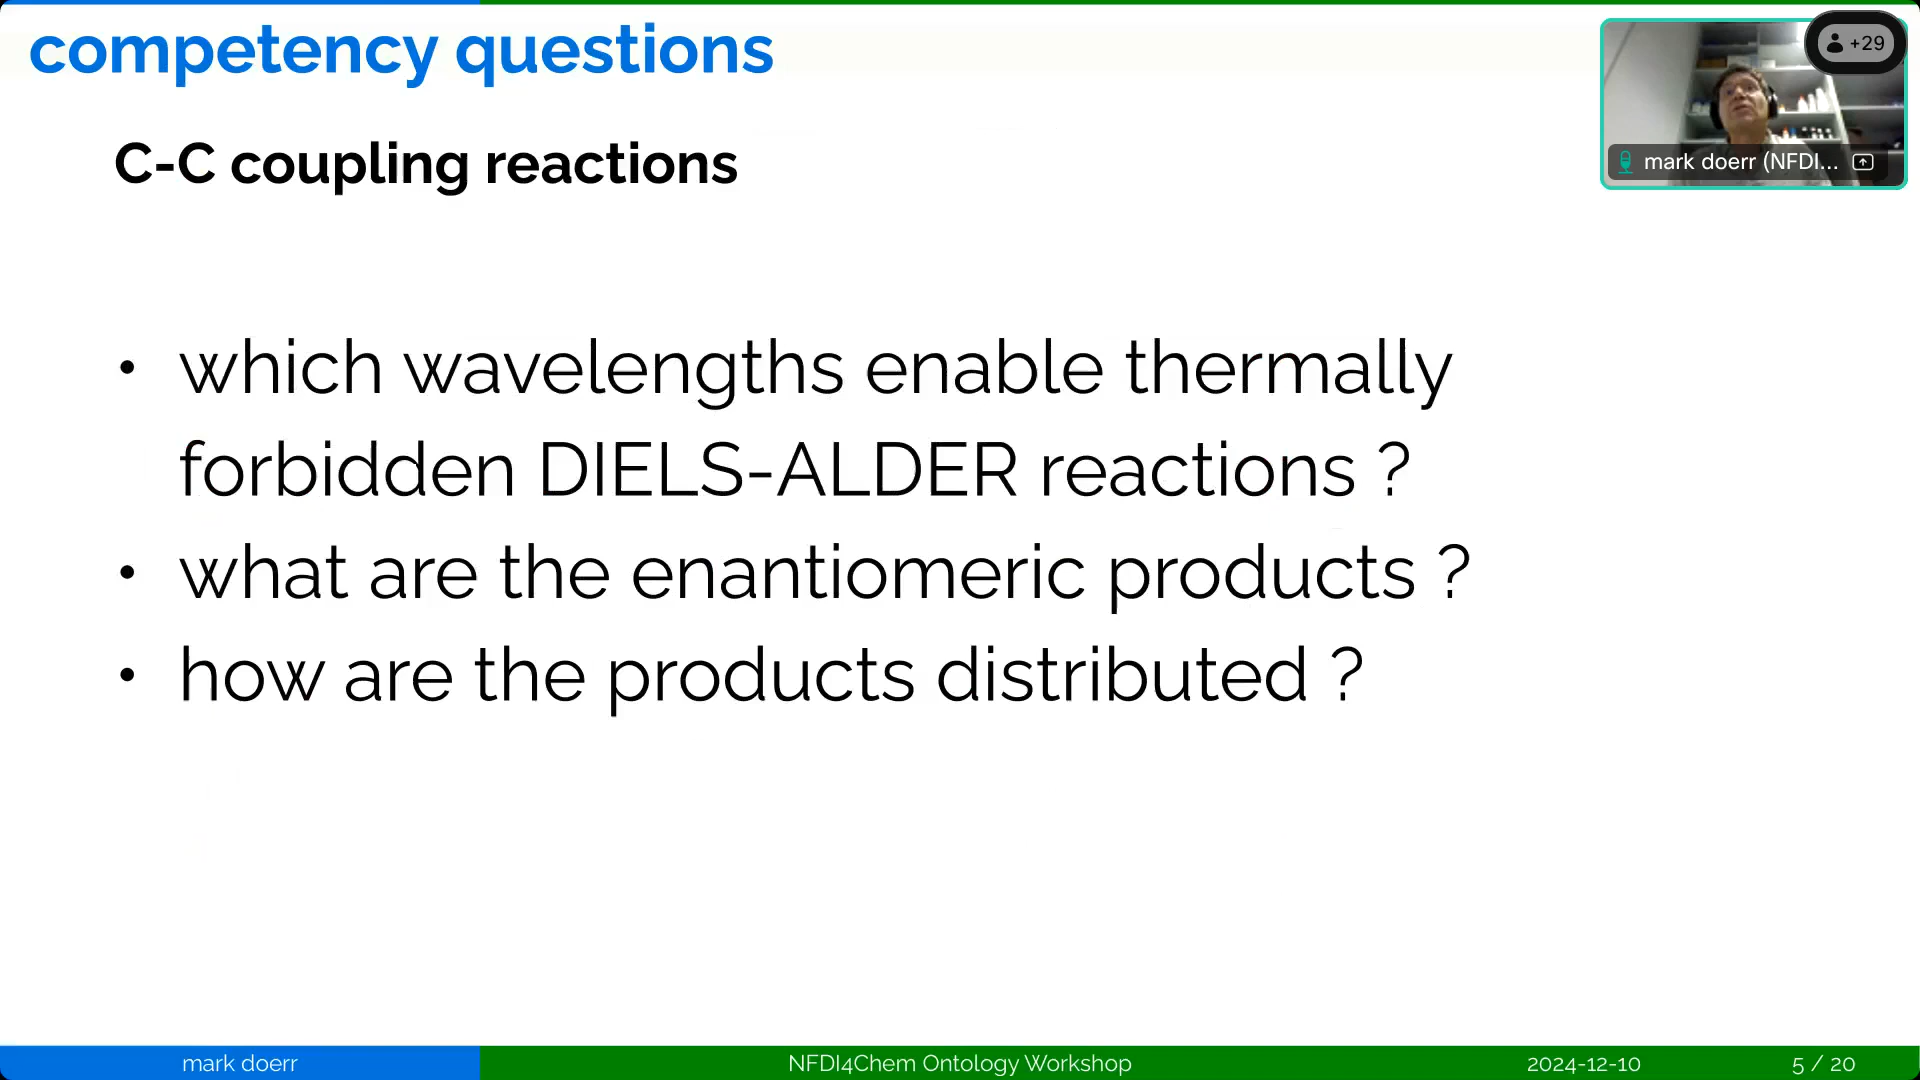 competency questions
+29
mark doerr (NFDI...
C-C coupling reactions
• which wavelengths enable thermally
forbidden DIELS-ALDER reactions ?
• what are the enantiomeric products ?
• how are the products distributed ?
mark doerr
NFDI4Chem Ontology Workshop
2024-12-10
5 / 20